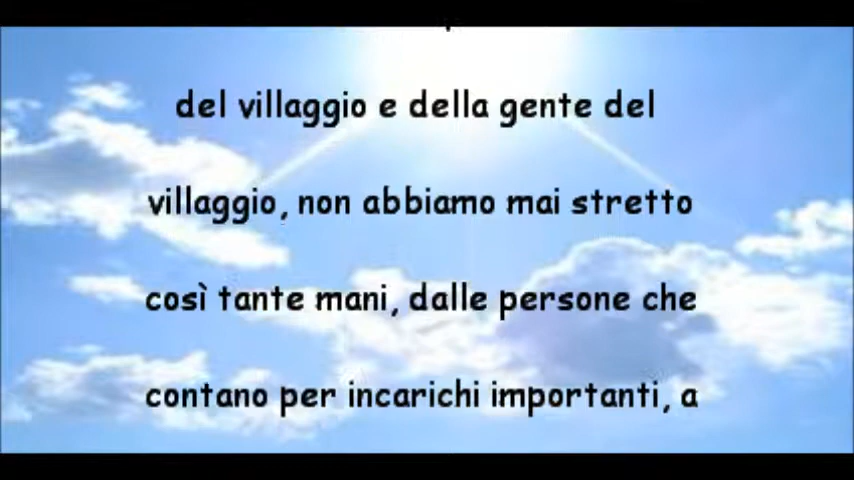 del villaggio e della gente del
villaggio, non abbiamo mai stretto
così tante mani, dalle persone che
contano per incarichi importanti, a